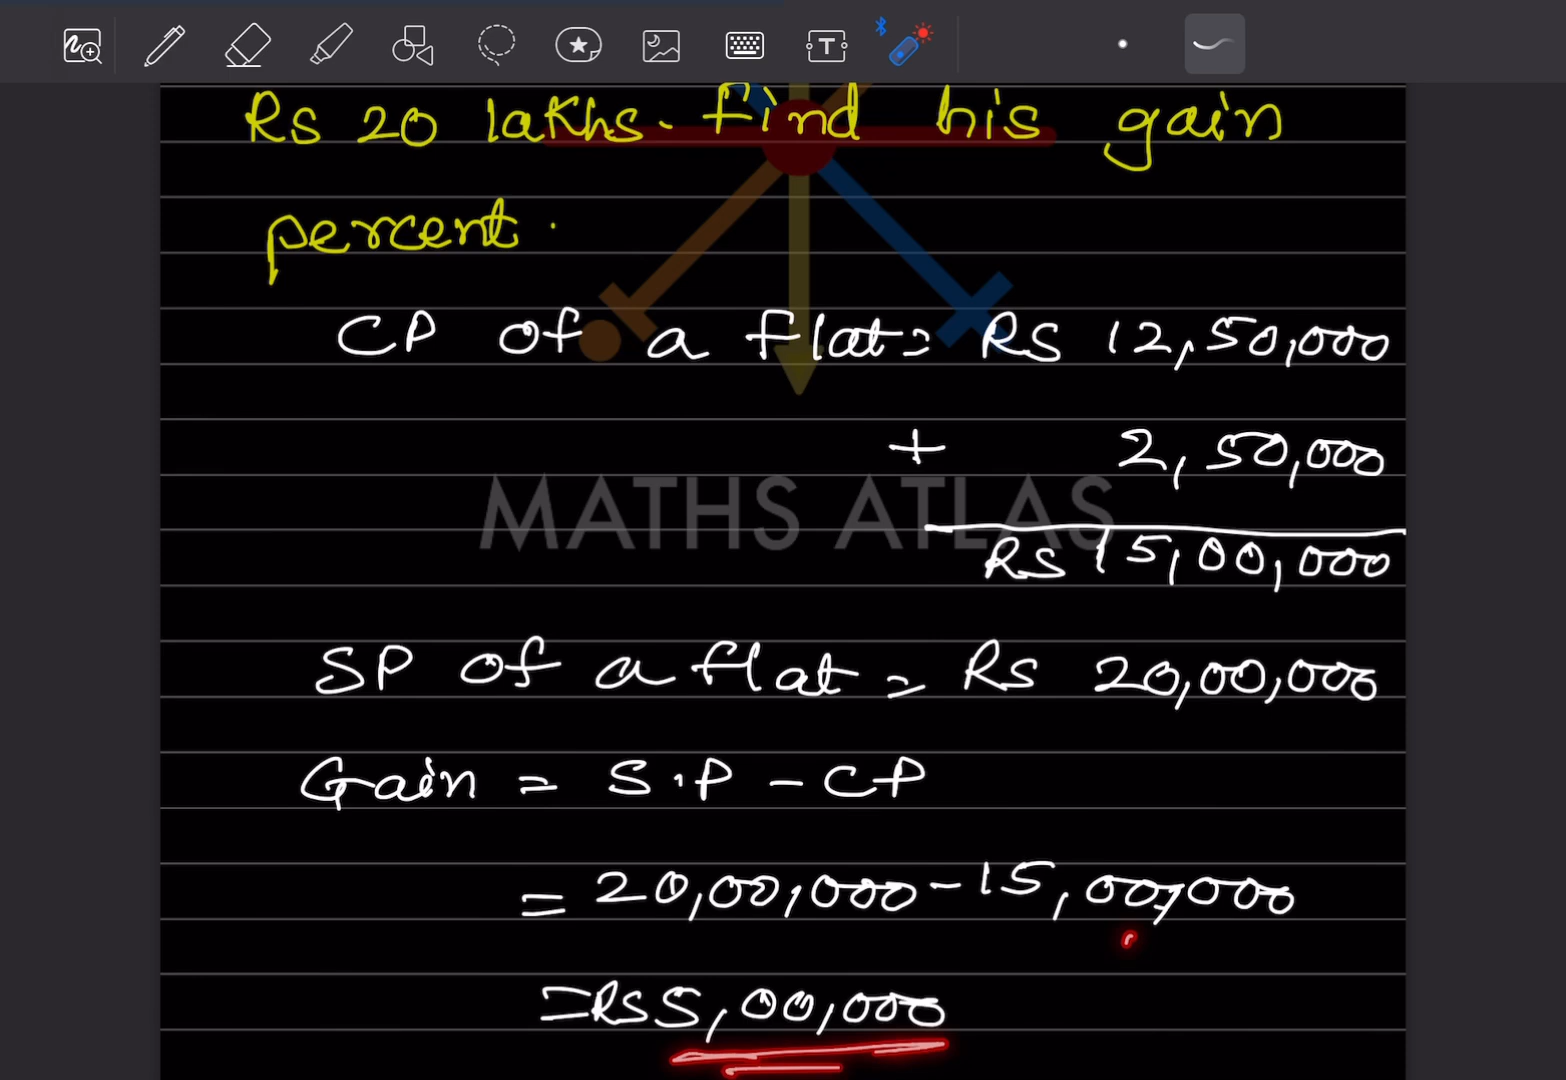 Rs 20 lakhs. find his gain
percent.
CP of a flat = Rs 12,50,000
+ 2,50,000
MATHS ATLAS
Rs 15,00,000
SP of a flat = Rs 20,00,000
Gain = S.P - CP
= 20,00,000 - 15,00,000
= Rs 5,00,000